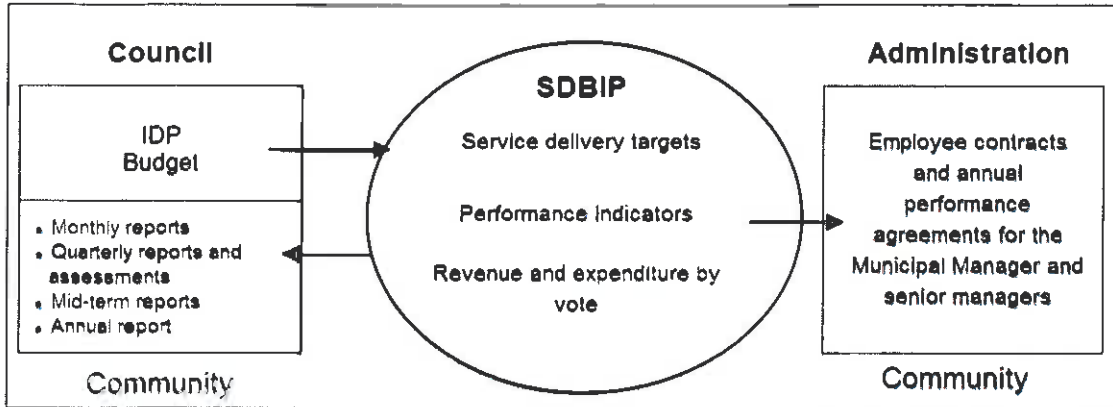 Council
IDP
Budget
• Monthly reports
• Quarterly reports and
assessments
• Mid-term reports
• Annual report
Community
SDBIP
Service delivery targets
Performance Indicators
Revenue and expenditure by
vote
Administration
Employee contracts
and annual
performance
agreements for the
Municipal Manager and
senior managers
Community